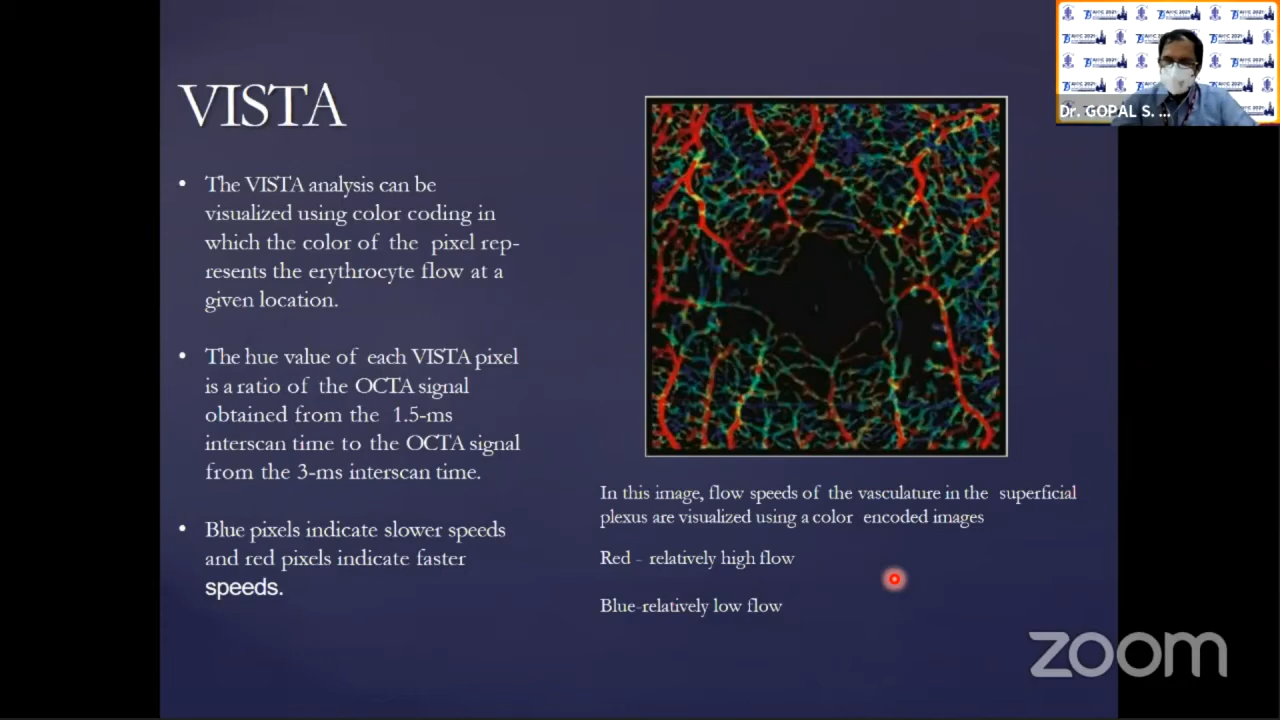 VISTA
• The VISTA analysis can be
visualized using color coding in
which the color of the pixel rep-
resents the erythrocyte flow at a
given location.
• The hue value of each VISTA pixel
is a ratio of the OCTA signal
obtained from the 1.5-ms
interscan time to the OCTA signal
from the 3-ms interscan time.
• Blue pixels indicate slower speeds
and red pixels indicate faster
speeds.
In this image, flow speeds of the vasculature in the superficial
plexus are visualized using a color encoded images
Red - relatively high flow
Blue-relatively low flow
Dr. GOPAL S. ...
zoom